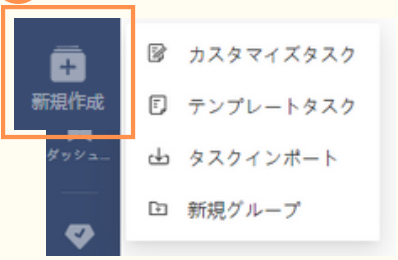 新規作成
ダッシュ...
カスタマイズタスク
テンプレートタスク
タスクインポート
新規グループ